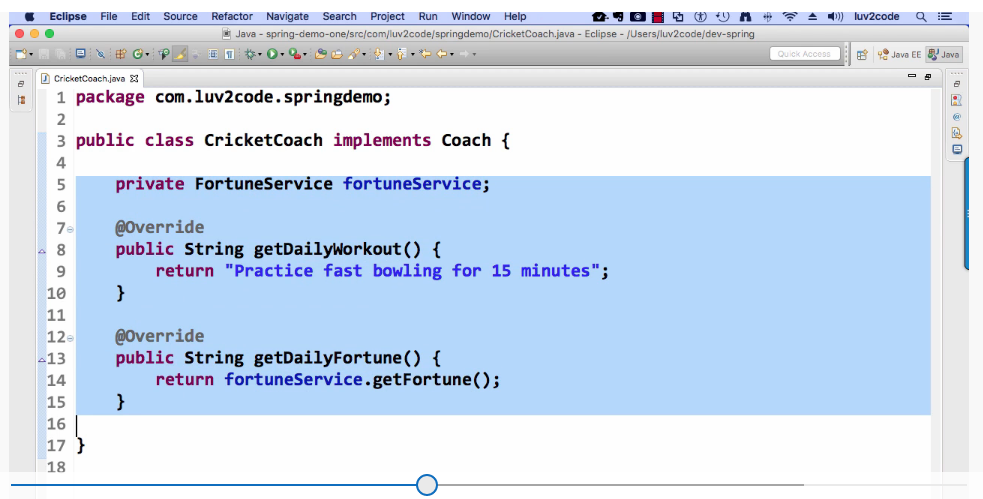 Eclipse File Edit Source Refactor Navigate Search Project Run Window Help luv2code
Java - spring-demo-one/src/com/luv2code/springdemo/CricketCoach.java - Eclipse - /Users/luv2code/dev-spring
Quick Access Java EE Java
CricketCoach.java
1 package com.luv2code.springdemo;
2
3 public class CricketCoach implements Coach {
4
5 private FortuneService fortuneService;
6
7 @Override
8 public String getDailyWorkout() {
9 return "Practice fast bowling for 15 minutes";
10 }
11
12 @Override
13 public String getDailyFortune() {
14 return fortuneService.getFortune();
15 }
16
17 }
18